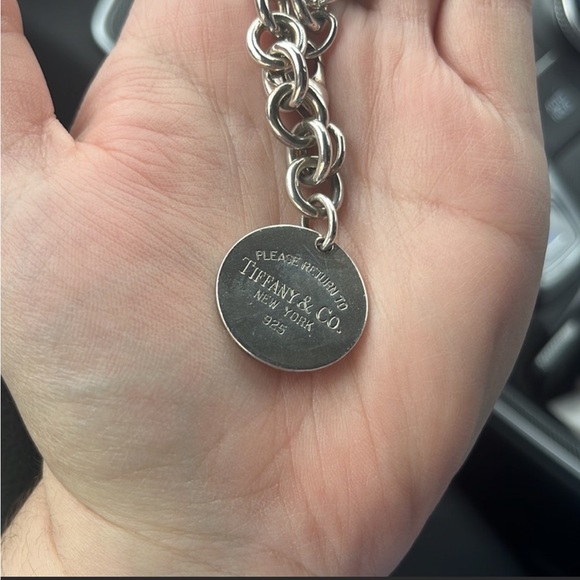 PLEASE RETURN TO
TIFFANY & CO.
NEW YORK
925